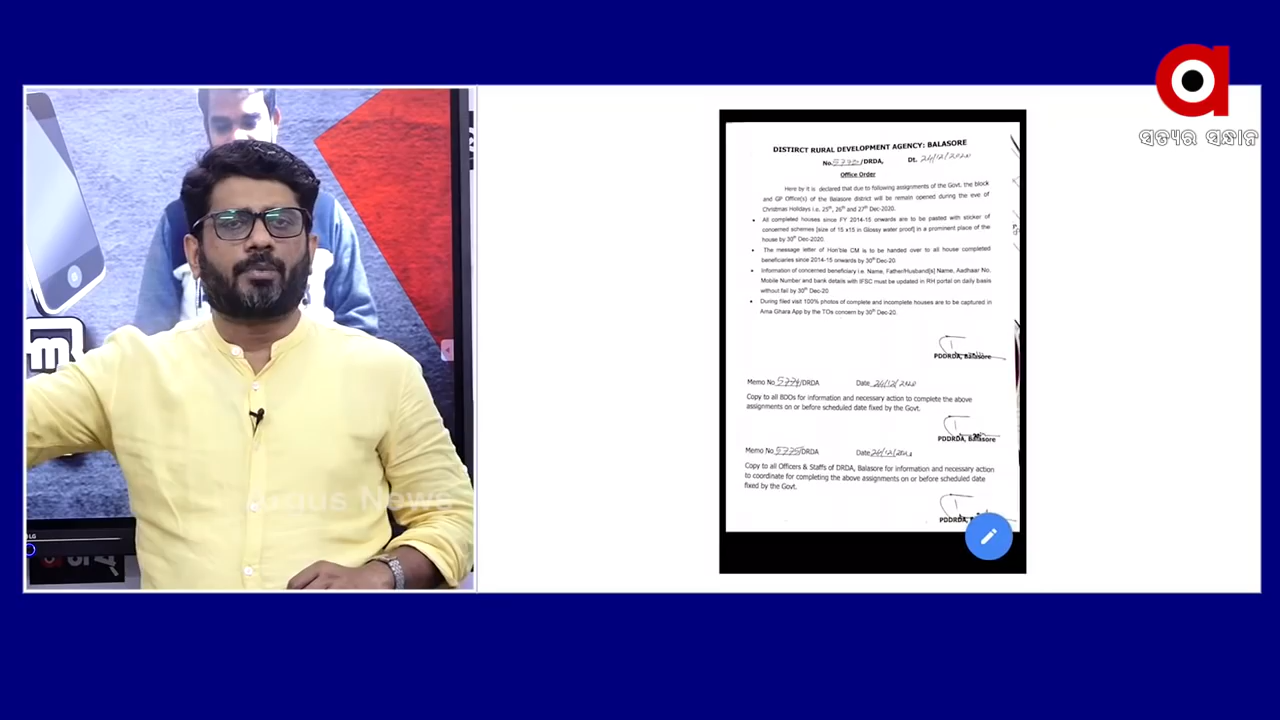 ସତ୍ୟର ସନ୍ଧାନ
DISTIRCT RURAL DEVELOPMENT AGENCY: BALASORE
No. /DRDA, Dt. 24/12/2020
Office Order
Here by it is declared that due to following assignments of the Govt. the block
and GP Office(s) of the Balasore district will be remain opened during the eve of
Christmas Holidays i.e. 25th, 26th and 27th Dec-2020.
• All completed houses since FY 2014-15 onwards are to be pasted with sticker of
concerned schemes [size of 15 x15 in Glossy water proof] in a prominent place of the
house by 30th Dec-2020.
• The message letter of Hon'ble CM is to be handed over to all house completed
beneficiaries since 2014-15 onwards by 30th Dec-20
• Information of concerned beneficiary i.e. Name, Father/Husband[s] Name, Aadhaar No.
Mobile Number and bank details with IFSC must be updated in RH portal on daily basis
without fail by 30th Dec-20
• During filed visit 100% photos of complete and incomplete houses are to be captured in
Ama Ghara App by the TOs concern by 30th Dec-20.
PDDRDA, Balasore
Memo No 5774/DRDA Date 24/12/2020
Copy to all BDOs for information and necessary action to complete the above
assignments on or before scheduled date fixed by the Govt.
PDDRDA, Balasore
Memo No 5775/DRDA Date 24/12/2020
Copy to all Officers & Staffs of DRDA, Balasore for information and necessary action
to coordinate for completing the above assignments on or before scheduled date
fixed by the Govt.
PDDRDA,
Argus News
LG